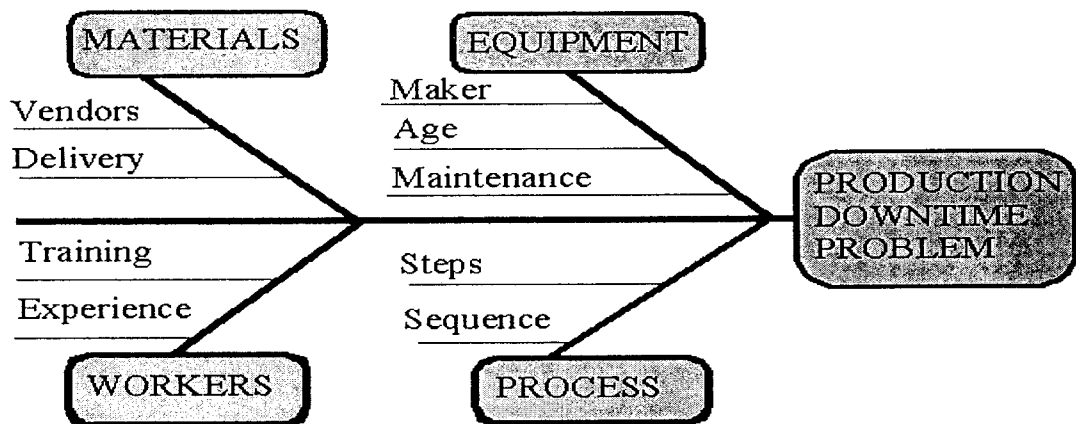 MATERIALS
EQUIPMENT
Vendors
Delivery
Maker
Age
Maintenance
PRODUCTION
DOWNTIME
PROBLEM
Training
Experience
Steps
Sequence
WORKERS
PROCESS